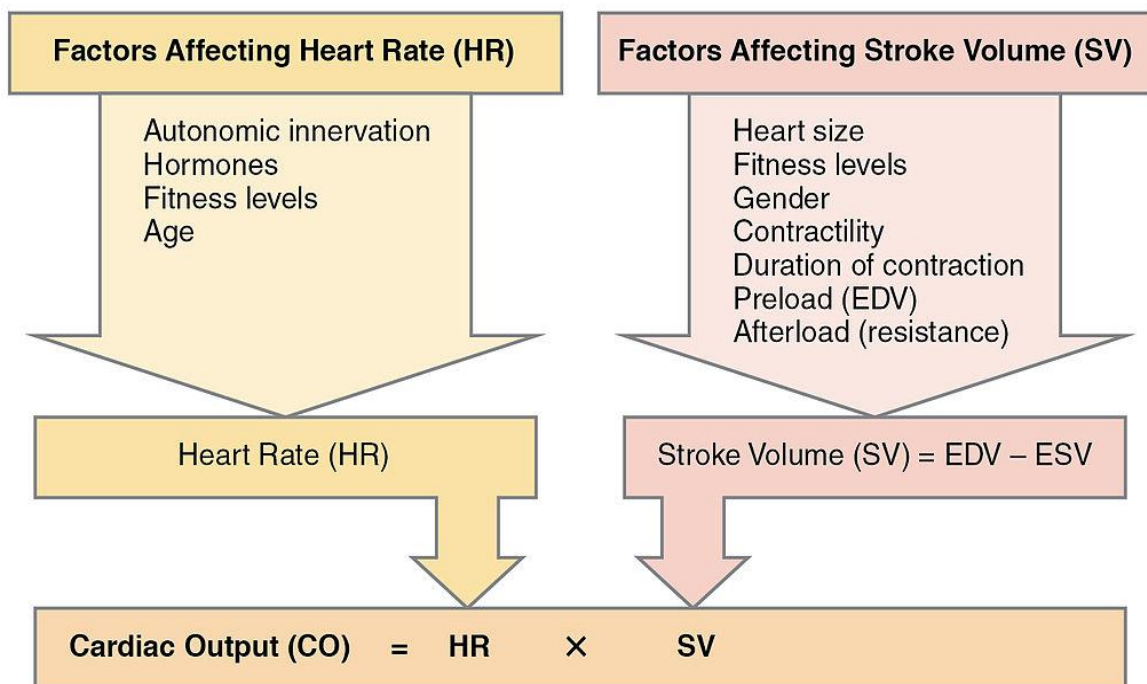 Factors Affecting Heart Rate (HR)
Autonomic innervation
Hormones
Fitness levels
Age
Heart Rate (HR)
Factors Affecting Stroke Volume (SV)
Heart size
Fitness levels
Gender
Contractility
Duration of contraction
Preload (EDV)
Afterload (resistance)
Stroke Volume (SV) = EDV – ESV
Cardiac Output (CO) = HR × SV